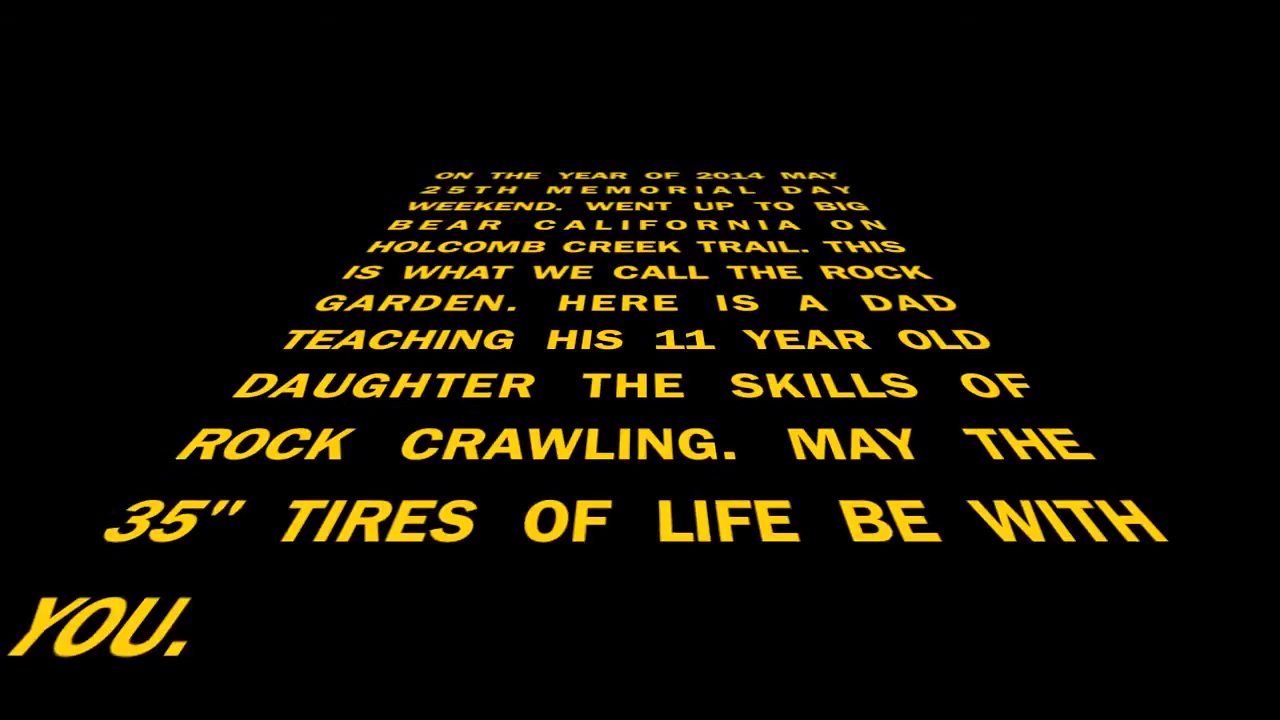 ON THE YEAR OF 2014 MAY
25TH MEMORIAL DAY
WEEKEND. WENT UP TO BIG
BEAR CALIFORNIA ON
HOLCOMB CREEK TRAIL. THIS
IS WHAT WE CALL THE ROCK
GARDEN. HERE IS A DAD
TEACHING HIS 11 YEAR OLD
DAUGHTER THE SKILLS OF
ROCK CRAWLING. MAY THE
35" TIRES OF LIFE BE WITH
YOU.